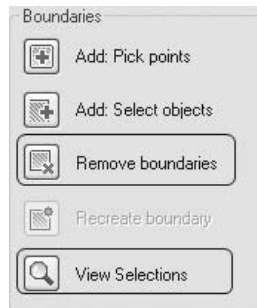 Boundaries
Add: Pick points
Add: Select objects
Remove boundaries
Recreate boundary
View Selections